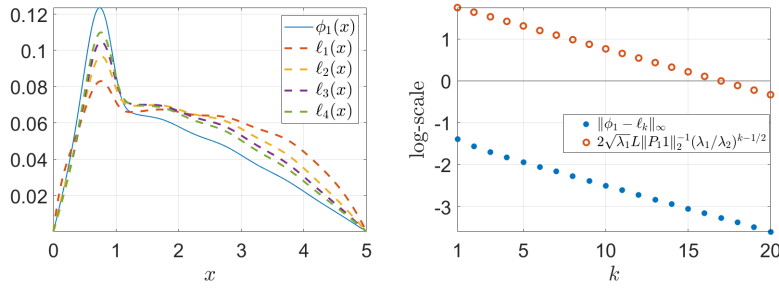 0.12
0.10
0.08
0.06
0.04
0.02
0 1 2 3 4 5
x
ϕ₁(x)
ℓ₁(x)
ℓ₂(x)
ℓ₃(x)
ℓ₄(x)
log-scale
1
0
-1
-2
-3
1 5 10 15 20
k
‖ϕ₁ − ℓₖ‖∞
2√λ₁L‖P₁1‖₂⁻¹(λ₁/λ₂)ᵏ⁻¹/²